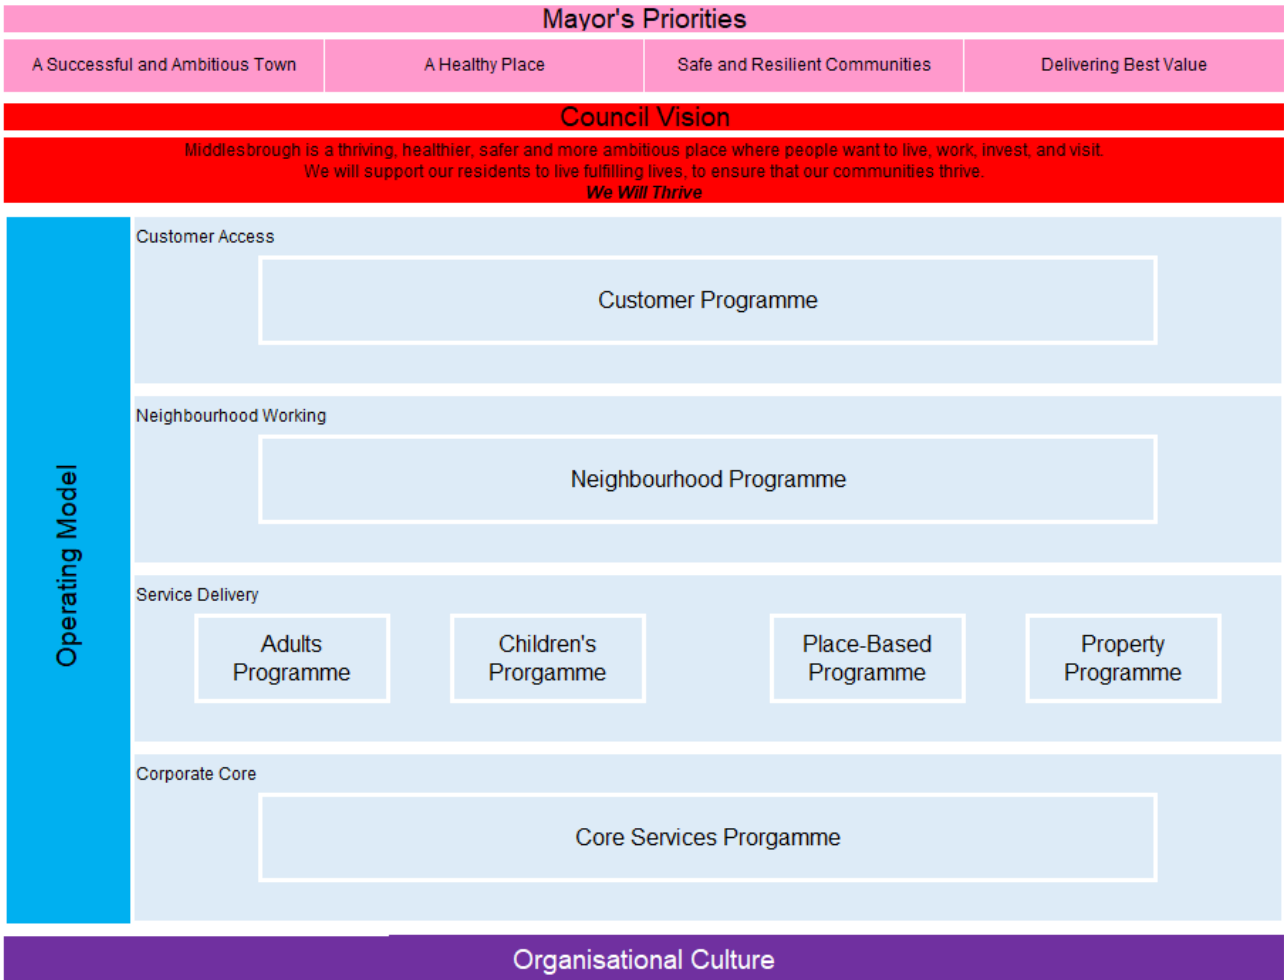 Mayor's Priorities
A Successful and Ambitious Town
A Healthy Place
Safe and Resilient Communities
Delivering Best Value
Council Vision
Middlesbrough is a thriving, healthier, safer and more ambitious place where people want to live, work, invest, and visit.
We will support our residents to live fulfilling lives, to ensure that our communities thrive.
We Will Thrive
Operating Model
Customer Access
Customer Programme
Neighbourhood Working
Neighbourhood Programme
Service Delivery
Adults
Programme
Children's
Prorgamme
Place-Based
Programme
Property
Programme
Corporate Core
Core Services Prorgamme
Organisational Culture